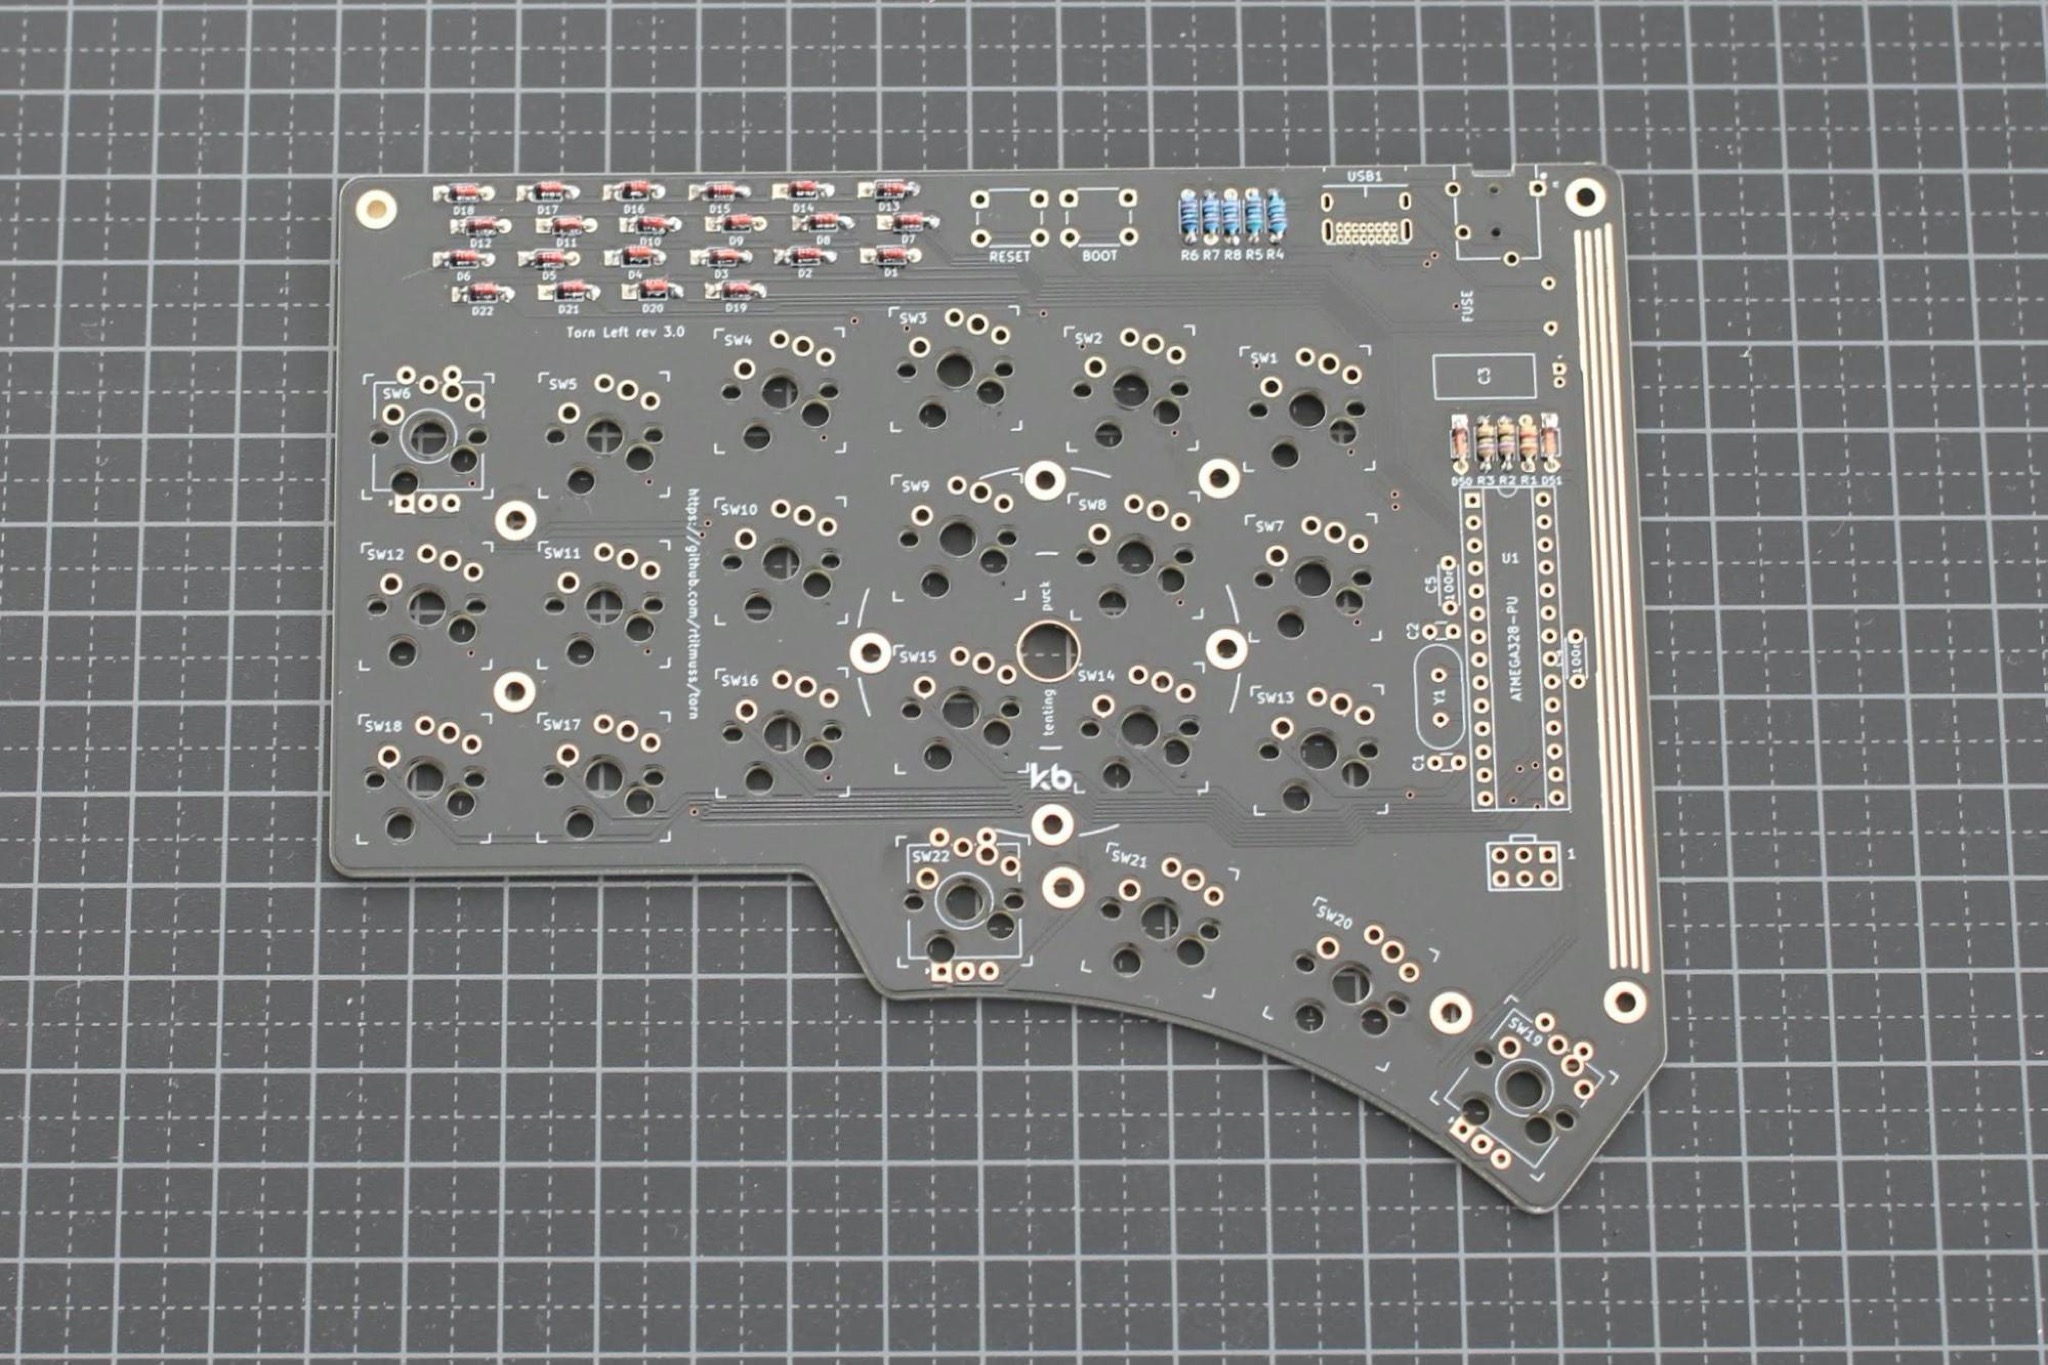 USB1
D18 D17 D16 D15 D14 D13
D12 D11 D10 D9 D8 D7
RESET BOOT R6 R7 R8 R5 R4
D6 D5 D4 D3 D2 D1
D22 D21 D20 D19
FUSE
Torn Left rev 3.0
SW4 SW3 SW2 SW1
C3
SW6 SW5
D50 R3 R2 R1 D51
SW10 SW9 SW8 SW7
https://github.com/rtitmuss/torn
SW12 SW11
U1
ATMEGA328-PU
C5
100n
C2
100n
puck
tenting
SW16 SW15 SW14 SW13
Y1
SW18 SW17
C1
kb
SW22 SW21
1
SW20
SW19